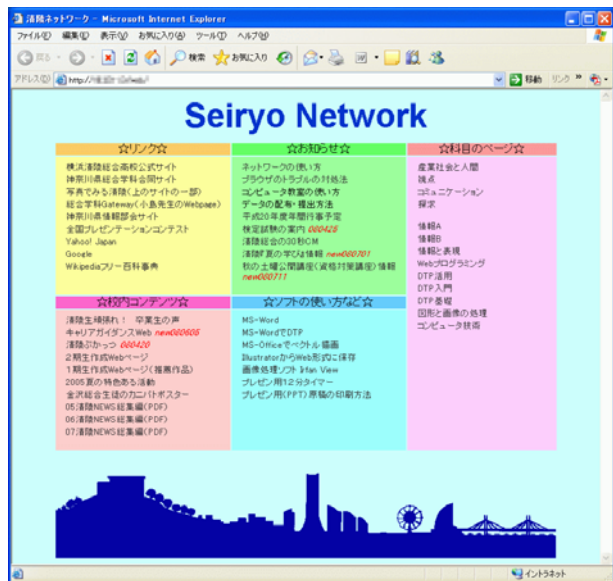 清陵ネットワーク - Microsoft Internet Explorer
ファイル(F) 編集(E) 表示(V) お気に入り(A) ツール(T) ヘルプ(H)
戻る 検索 お気に入り
アドレス(D) http://
移動 リンク »
Seiryo Network
☆リンク☆
横浜清陵総合高校公式サイト
神奈川県総合学科合同サイト
写真でみる清陵(上のサイトの一部)
総合学科Gateway(小島先生のWebpage)
神奈川県情報部会サイト
全国プレゼンテーションコンテスト
Yahoo! Japan
Google
Wikipediaフリー百科事典
☆お知らせ☆
ネットワークの使い方
ブラウザのトラブルの対処法
コンピュータ教室の使い方
データの配布・提出方法
平成20年度年間行事予定
検定試験の案内 080425
清陵総合の30秒CM
清陵『夏の学び』情報 new080701
秋の土曜公開講座(資格対策講座)情報
new080711
☆科目のページ☆
産業社会と人間
視点
コミュニケーション
探求
情報A
情報B
情報と表現
Webプログラミング
DTP活用
DTP入門
DTP基礎
図形と画像の処理
コンピュータ技術
☆校内コンテンツ☆
清陵生頑張れ! 卒業生の声
キャリアガイダンスWeb new080605
清陵ぶかっつ 080420
2期生作成Webページ
2期生作成Webページ(推薦作品)
2005夏の特色ある活動
金沢総合生徒のカニバトポスター
05清陵NEWS総集編(PDF)
06清陵NEWS総集編(PDF)
07清陵NEWS総集編(PDF)
☆ソフトの使い方など☆
MS-Word
MS-WordでDTP
MS-Officeでベクトル描画
IllustratorからWeb形式に保存
画像処理ソフト Irfan View
プレゼン用12分タイマー
プレゼン用(PPT)原稿の印刷方法
イントラネット